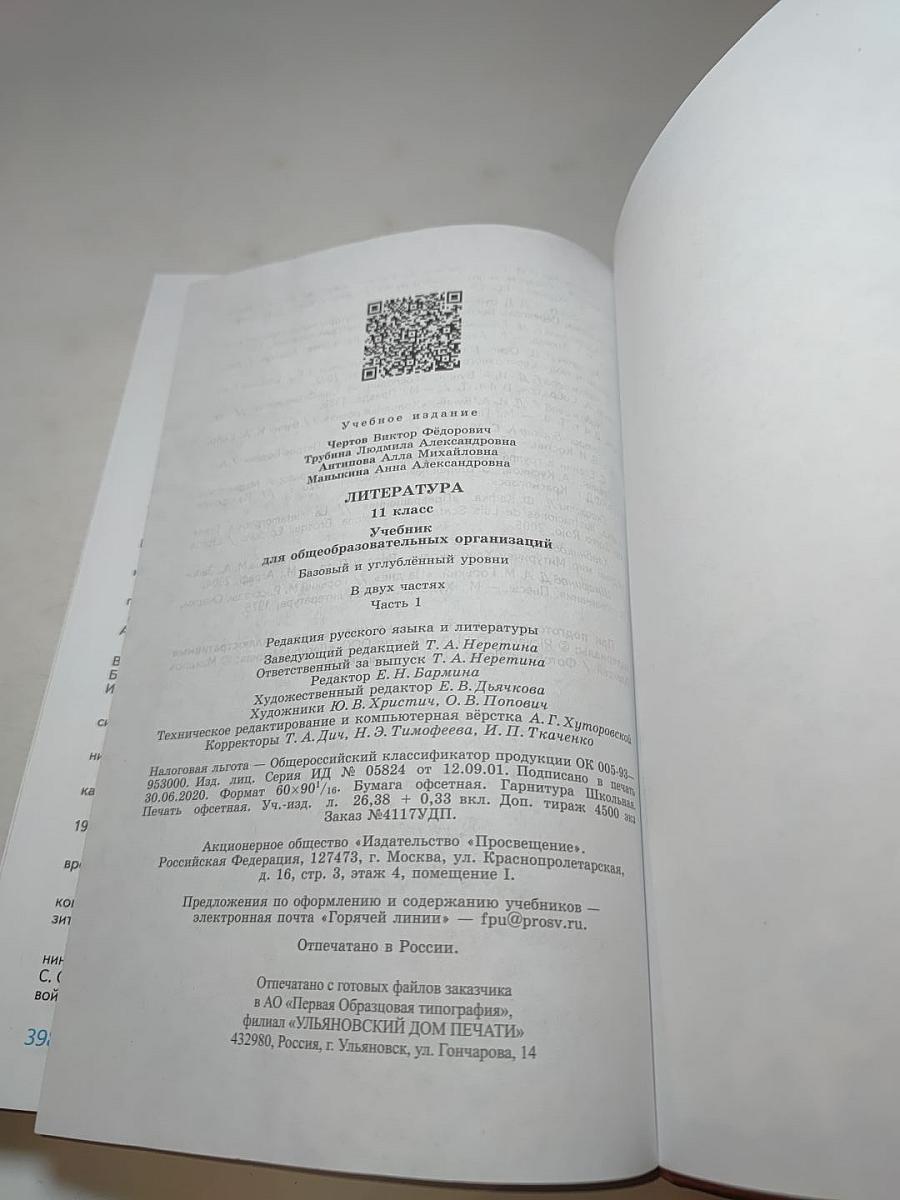 Учебное издание
Чертов Виктор Фёдорович
Трубина Людмила Александровна
Антипова Алла Михайловна
Маныкина Анна Александровна
ЛИТЕРАТУРА
11 класс
Учебник
для общеобразовательных организаций
Базовый и углублённый уровни
В двух частях
Часть 1
Редакция русского языка и литературы
Заведующий редакцией Т. А. Неретина
Ответственный за выпуск Т. А. Неретина
Редактор Е. Н. Бармина
Художественный редактор Е. В. Дьячкова
Художники Ю. В. Христич, О. В. Попович
Техническое редактирование и компьютерная вёрстка А. Г. Хуторовской
Корректоры Т. А. Дич, Н. Э. Тимофеева, И. П. Ткаченко
Налоговая льгота — Общероссийский классификатор продукции ОК 005-93—
953000. Изд. лиц. Серия ИД № 05824 от 12.09.01. Подписано в печать
30.06.2020. Формат 60×90 1/16. Бумага офсетная. Гарнитура Школьная.
Печать офсетная. Уч.-изд. л. 26,38 + 0,33 вкл. Доп. тираж 4500 экз
Заказ №4117УДП.
Акционерное общество «Издательство «Просвещение».
Российская Федерация, 127473, г. Москва, ул. Краснопролетарская,
д. 16, стр. 3, этаж 4, помещение I.
Предложения по оформлению и содержанию учебников —
электронная почта «Горячей линии» — fpu@prosv.ru.
Отпечатано в России.
Отпечатано с готовых файлов заказчика
в АО «Первая Образцовая типография»,
филиал «УЛЬЯНОВСКИЙ ДОМ ПЕЧАТИ»
432980, Россия, г. Ульяновск, ул. Гончарова, 14
398